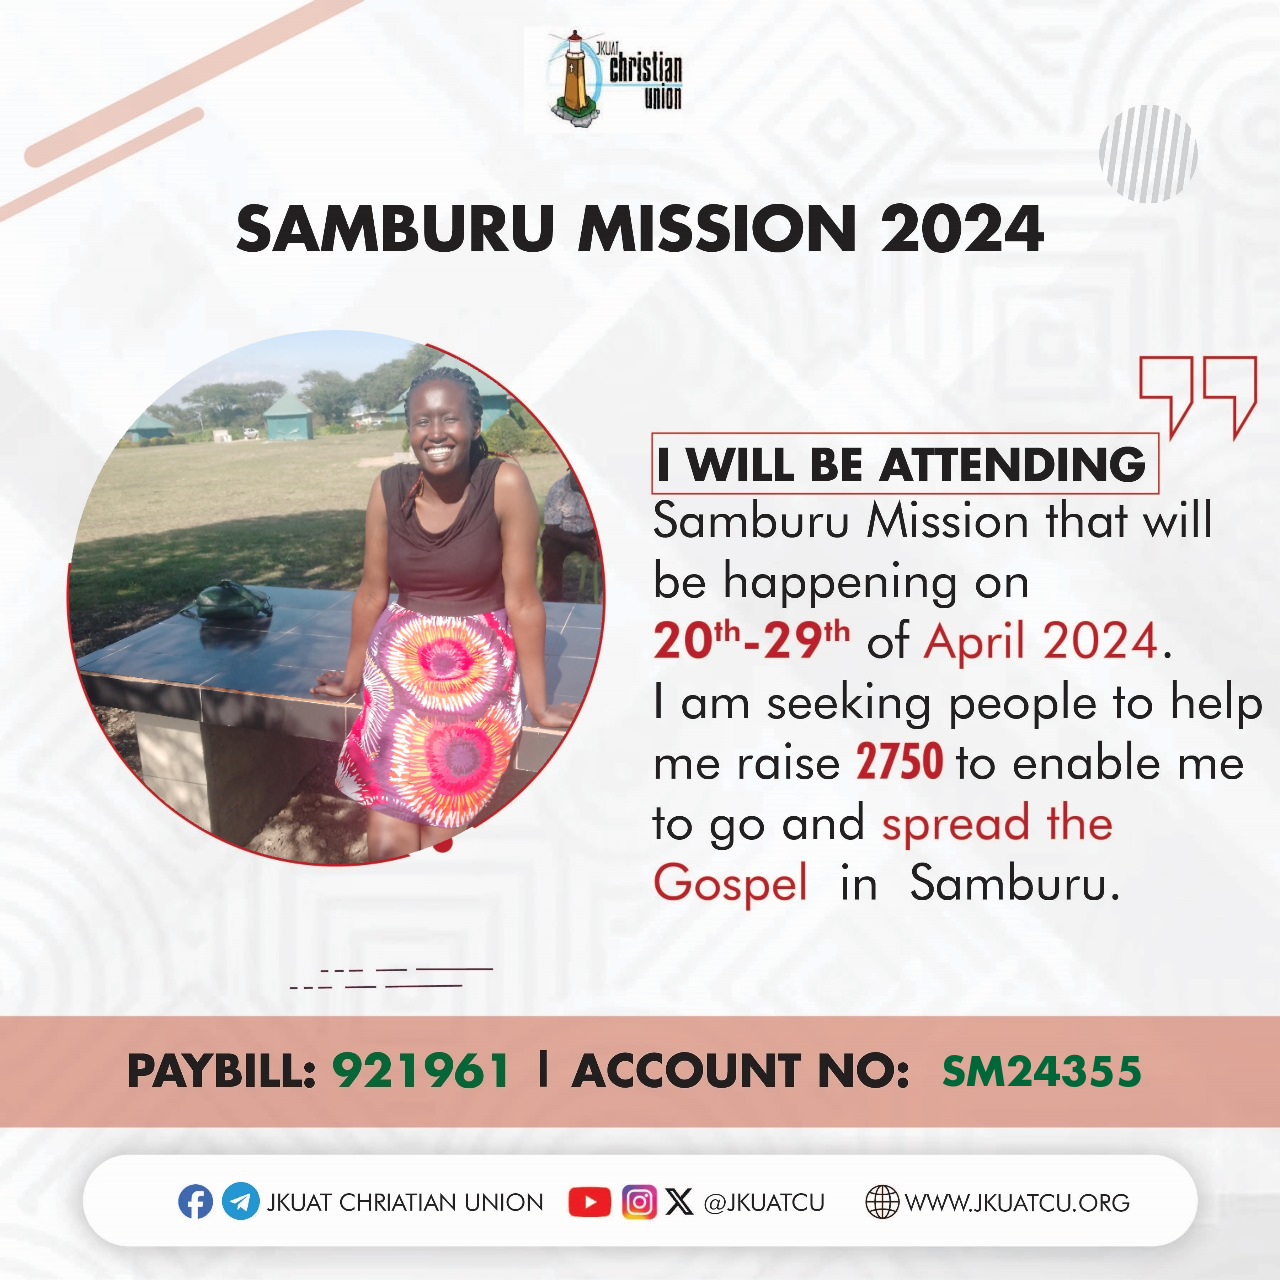 JKUAT
christian
union
SAMBURU MISSION 2024
I WILL BE ATTENDING
Samburu Mission that will
be happening on
20th-29th of April 2024.
I am seeking people to help
me raise 2750 to enable me
to go and spread the
Gospel in Samburu.
PAYBILL: 921961 | ACCOUNT NO: SM24355
JKUAT CHRIATIAN UNION @JKUATCU WWW.JKUATCU.ORG